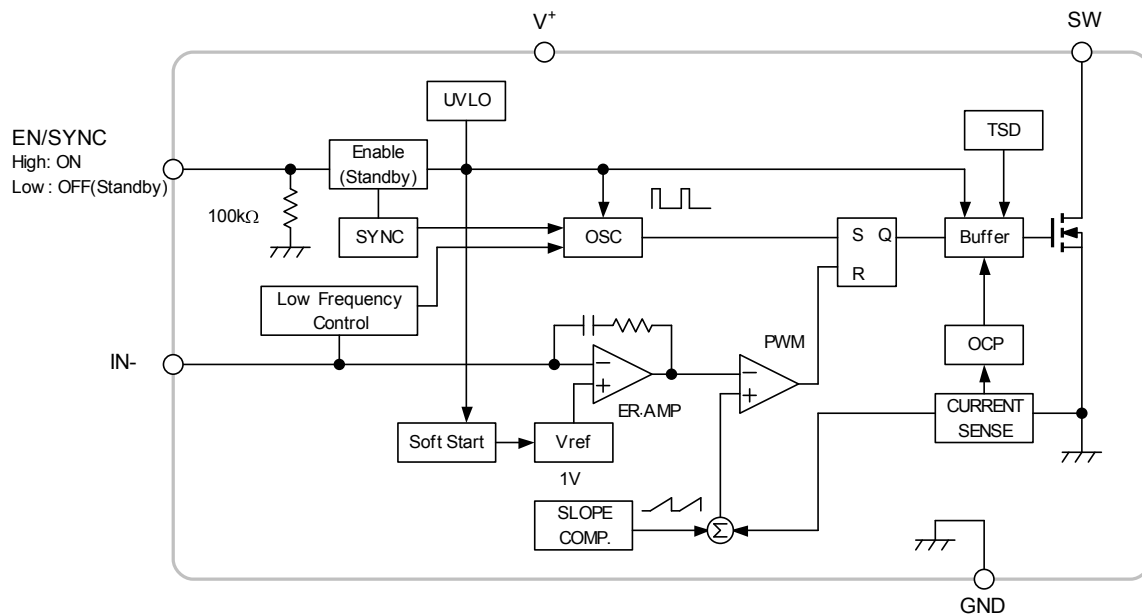 V+
SW
UVLO
EN/SYNC
High: ON
Low : OFF(Standby)
Enable
(Standby)
TSD
100kΩ
SYNC
OSC
S Q
R
Buffer
Low Frequency
Control
PWM
OCP
IN-
−
+
ER·AMP
−
+
CURRENT
SENSE
Soft Start
Vref
1V
SLOPE
COMP.
Σ
GND